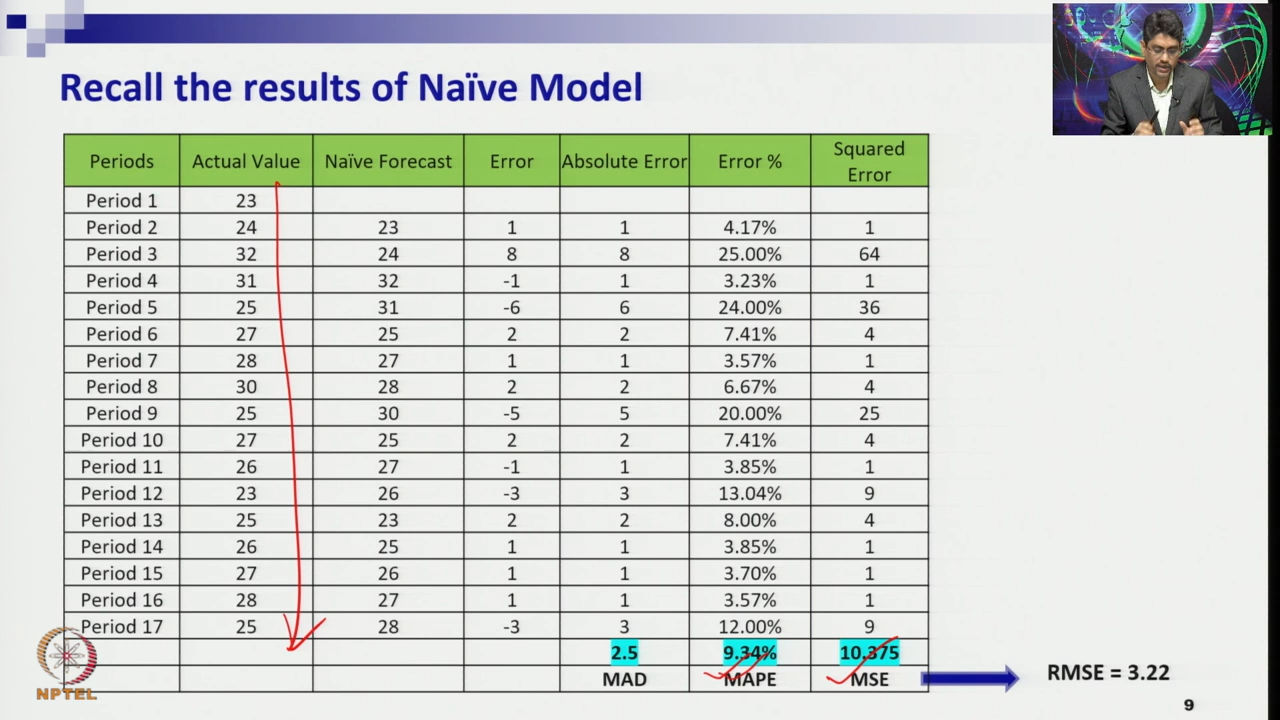 Recall the results of Naïve Model
Periods Actual Value Naïve Forecast Error Absolute Error Error % Squared Error
Period 1 23
Period 2 24 23 1 1 4.17% 1
Period 3 32 24 8 8 25.00% 64
Period 4 31 32 -1 1 3.23% 1
Period 5 25 31 -6 6 24.00% 36
Period 6 27 25 2 2 7.41% 4
Period 7 28 27 1 1 3.57% 1
Period 8 30 28 2 2 6.67% 4
Period 9 25 30 -5 5 20.00% 25
Period 10 27 25 2 2 7.41% 4
Period 11 26 27 -1 1 3.85% 1
Period 12 23 26 -3 3 13.04% 9
Period 13 25 23 2 2 8.00% 4
Period 14 26 25 1 1 3.85% 1
Period 15 27 26 1 1 3.70% 1
Period 16 28 27 1 1 3.57% 1
Period 17 25 28 -3 3 12.00% 9
2.5 9.34% 10.375
MAD MAPE MSE
RMSE = 3.22
NPTEL
9